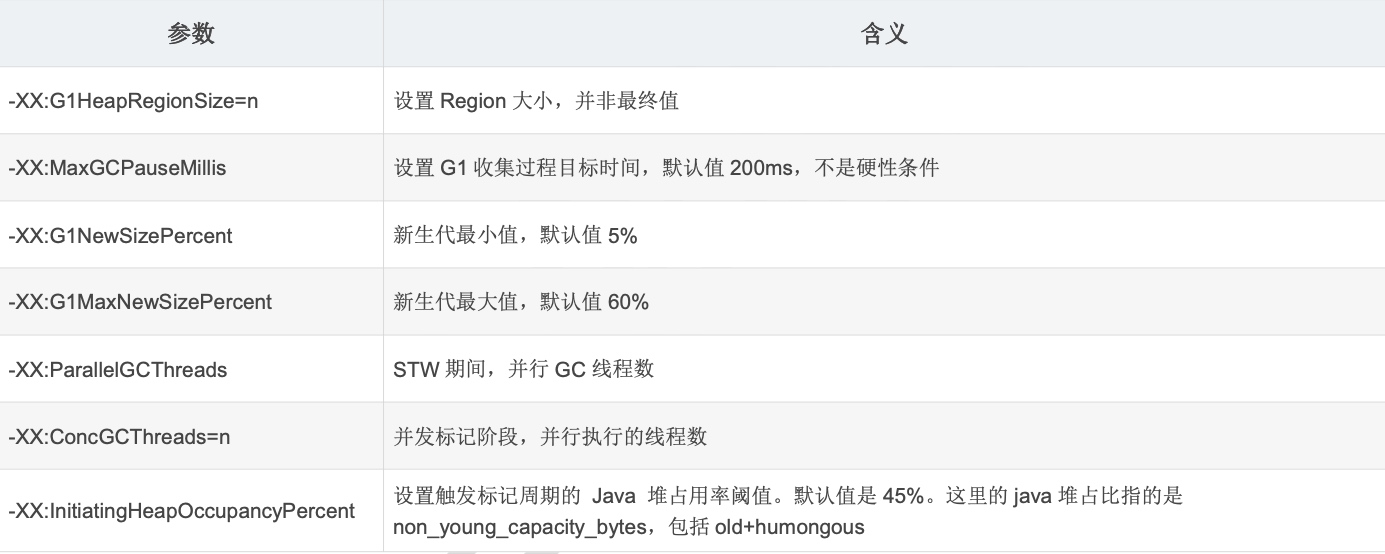 参数 含义
-XX:G1HeapRegionSize=n 设置 Region 大小，并非最终值
-XX:MaxGCPauseMillis 设置 G1 收集过程目标时间，默认值 200ms，不是硬性条件
-XX:G1NewSizePercent 新生代最小值，默认值 5%
-XX:G1MaxNewSizePercent 新生代最大值，默认值 60%
-XX:ParallelGCThreads STW 期间，并行 GC 线程数
-XX:ConcGCThreads=n 并发标记阶段，并行执行的线程数
-XX:InitiatingHeapOccupancyPercent 设置触发标记周期的 Java 堆占用率阈值。默认值是 45%。这里的 java 堆占比指的是
non_young_capacity_bytes，包括 old+humongous